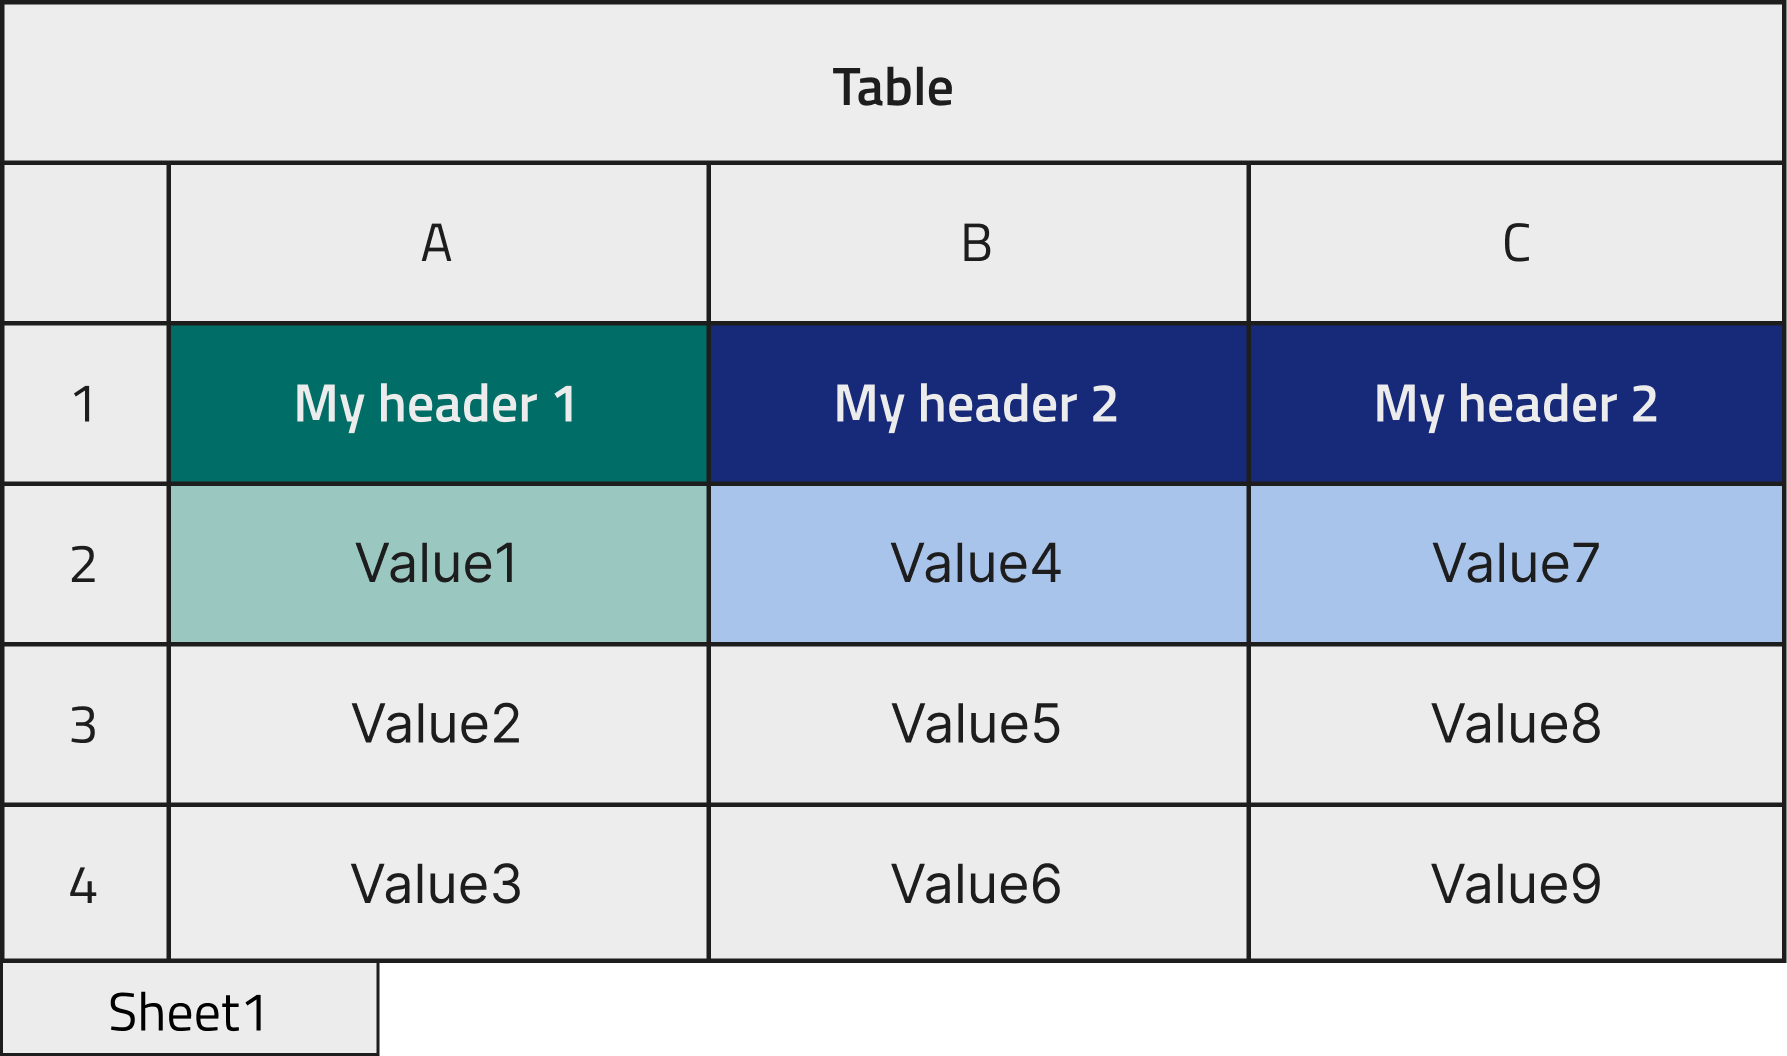 Table
A B C
1 My header 1 My header 2 My header 2
2 Value1 Value4 Value7
3 Value2 Value5 Value8
4 Value3 Value6 Value9
Sheet1